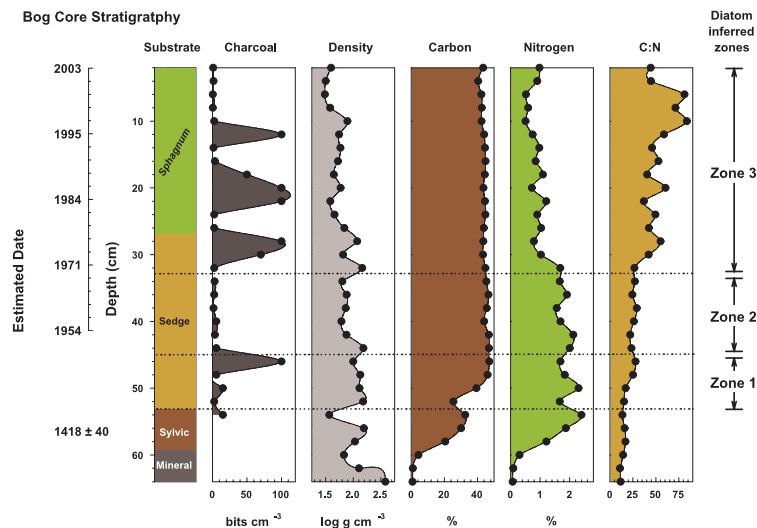 Bog Core Stratigratphy
Diatom
inferred
zones
Substrate Charcoal Density Carbon Nitrogen C:N
Estimated Date
2003
1995
1984
1971
1954
1418 ± 40
Depth (cm)
10
20
30
40
50
60
Sphagnum
Sedge
Sylvic
Mineral
Zone 3
Zone 2
Zone 1
0 50 100 1.5 2.0 2.5 0 20 40 0 1 2 0 25 50 75
bits cm -3 log g cm -3 % %